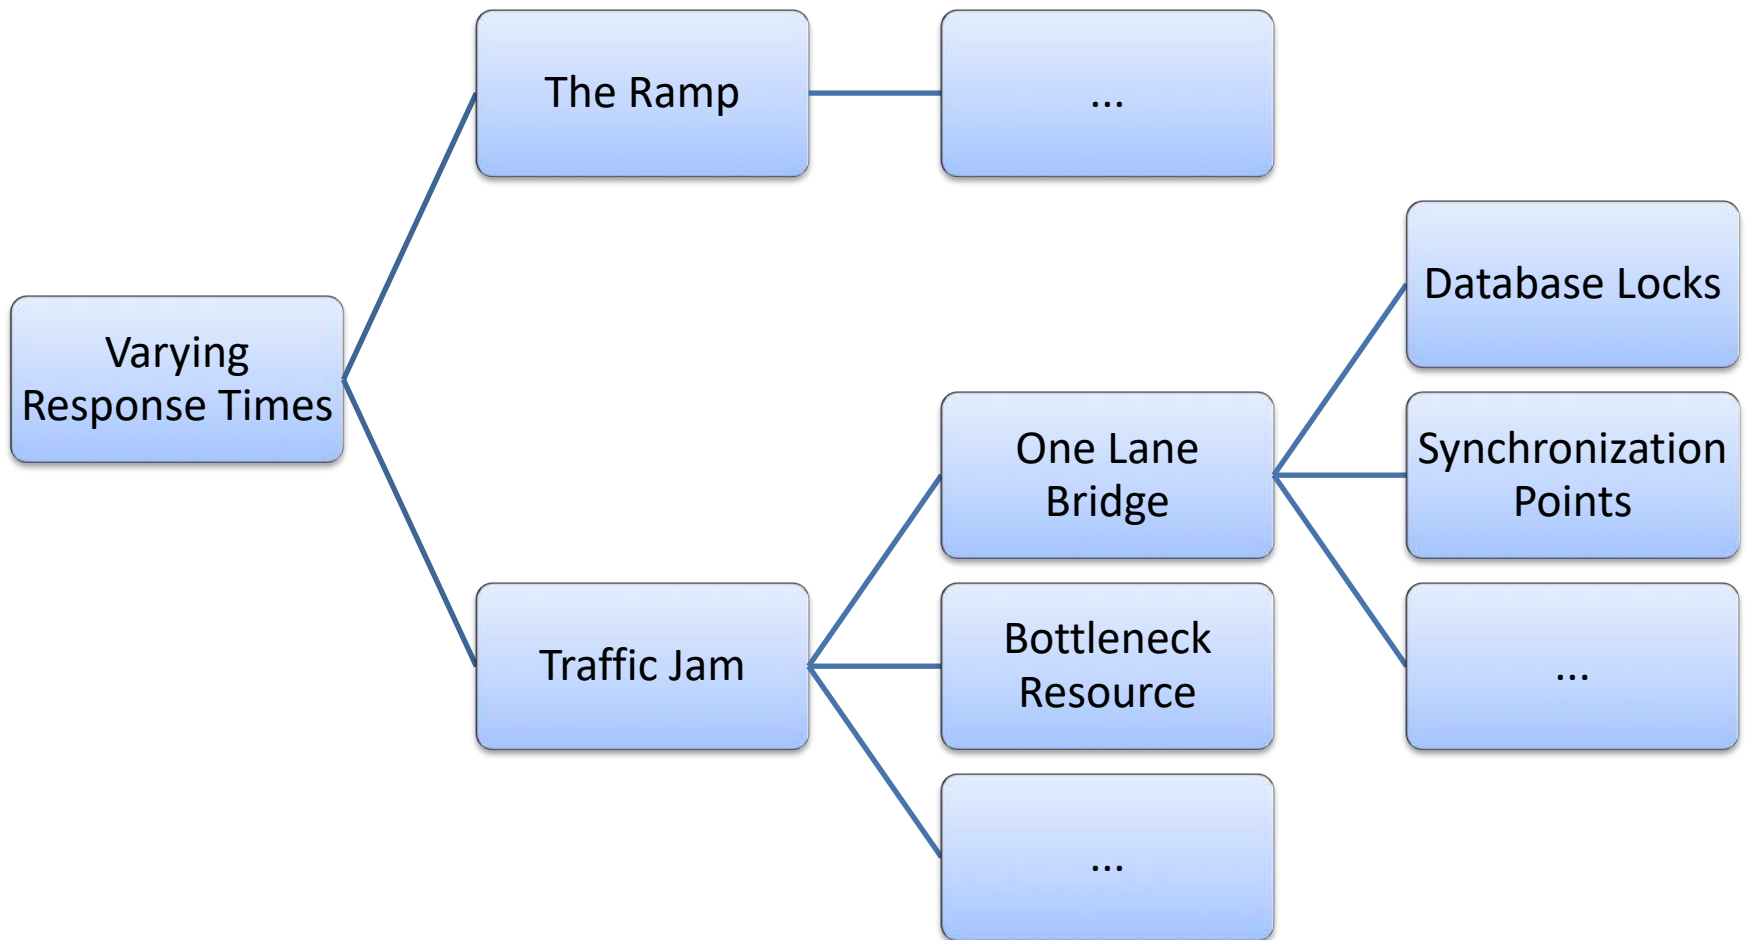 The Ramp
...
Database Locks
Varying
Response Times
One Lane
Bridge
Synchronization
Points
Traffic Jam
Bottleneck
Resource
...
...